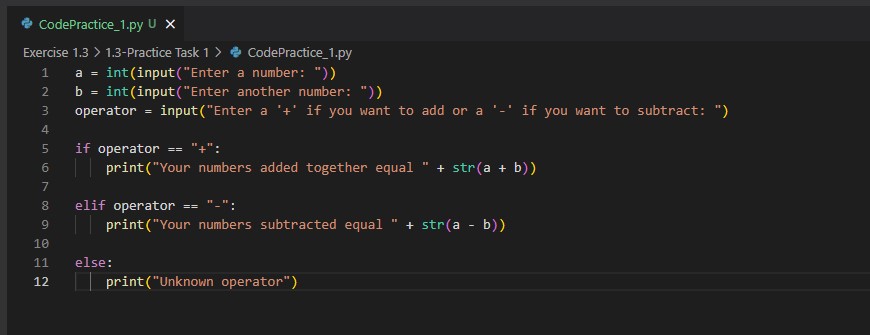 CodePractice_1.py U ×
Exercise 1.3 > 1.3-Practice Task 1 > CodePractice_1.py
1 a = int(input("Enter a number: "))
2 b = int(input("Enter another number: "))
3 operator = input("Enter a '+' if you want to add or a '-' if you want to subtract: ")
4
5 if operator == "+":
6     print("Your numbers added together equal " + str(a + b))
7
8 elif operator == "-":
9     print("Your numbers subtracted equal " + str(a - b))
10
11 else:
12     print("Unknown operator")